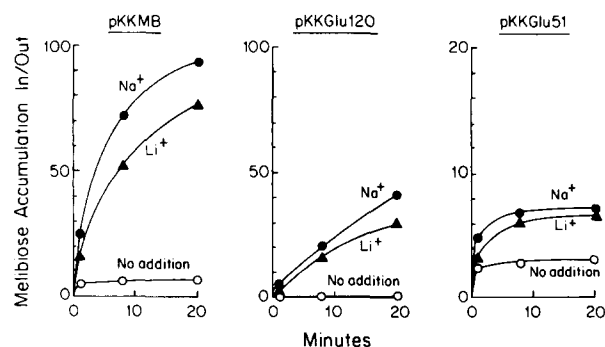 pKKMB
pKKGlu120
pKKGlu51
Melibiose Accumulation In/Out
100
50
0
Na+
Li+
No addition
0 10 20
100
50
0
Na+
Li+
No addition
0 10 20
20
10
0
Na+
Li+
No addition
0 10 20
Minutes